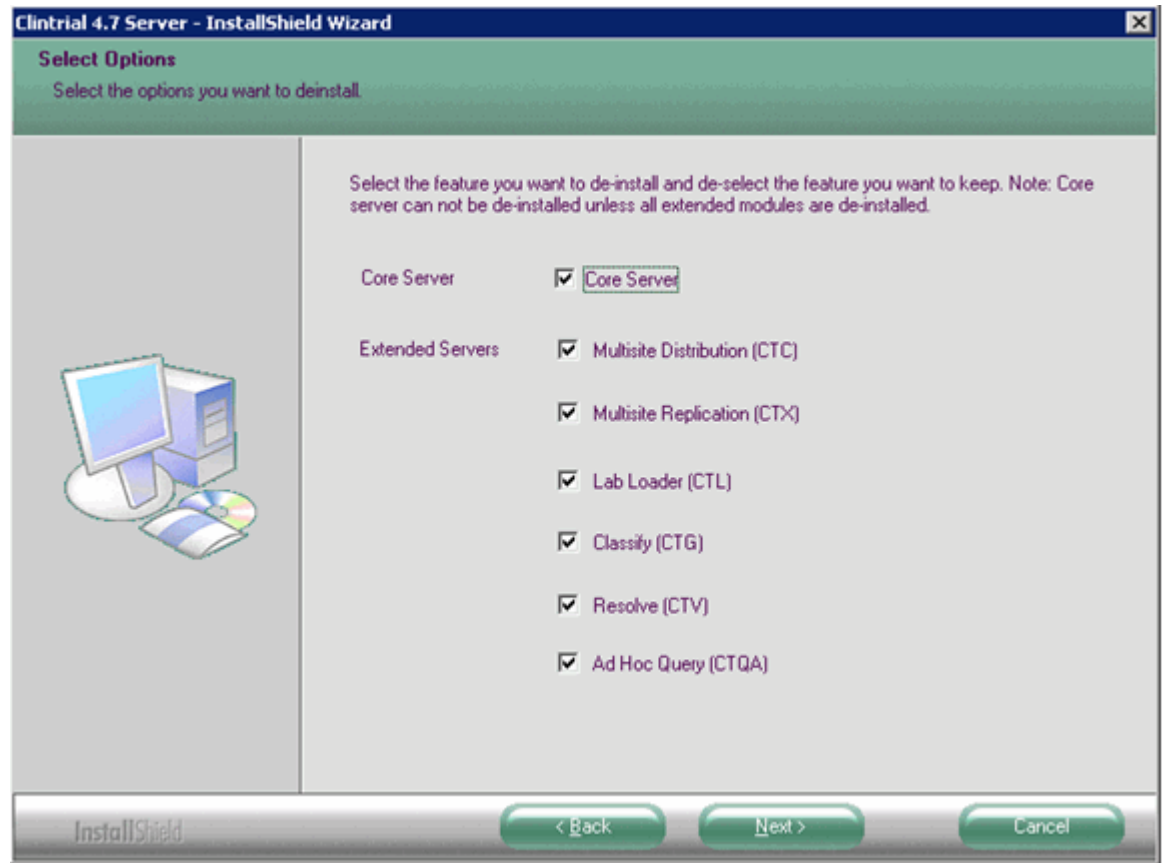 Clintrial 4.7 Server - InstallShield Wizard
Select Options
Select the options you want to deinstall.
Select the feature you want to de-install and de-select the feature you want to keep. Note: Core
server can not be de-installed unless all extended modules are de-installed.
Core Server Core Server
Extended Servers Multisite Distribution (CTC)
Multisite Replication (CTX)
Lab Loader (CTL)
Classify (CTG)
Resolve (CTV)
Ad Hoc Query (CTQA)
InstallShield < Back Next > Cancel